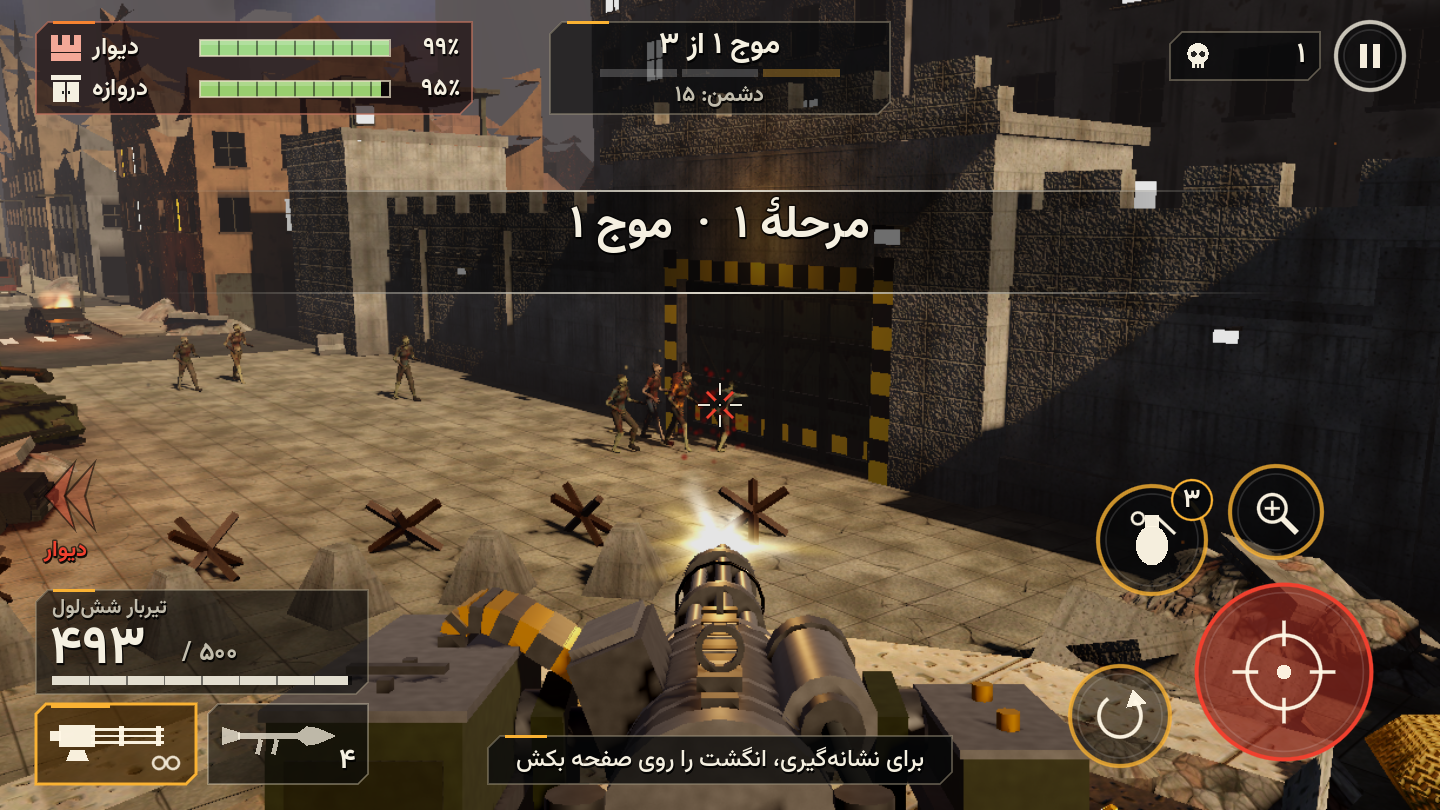 دیوار ۹۹٪
دروازه ۹۵٪
موج ۱ از ۳
دشمن: ۱۵
۱
مرحلهٔ ۱ · موج ۱
دیوار
۳
تیربار شش‌لول
۴۹۳ / ۵۰۰
∞
۴
برای نشانه‌گیری، انگشت را روی صفحه بکش